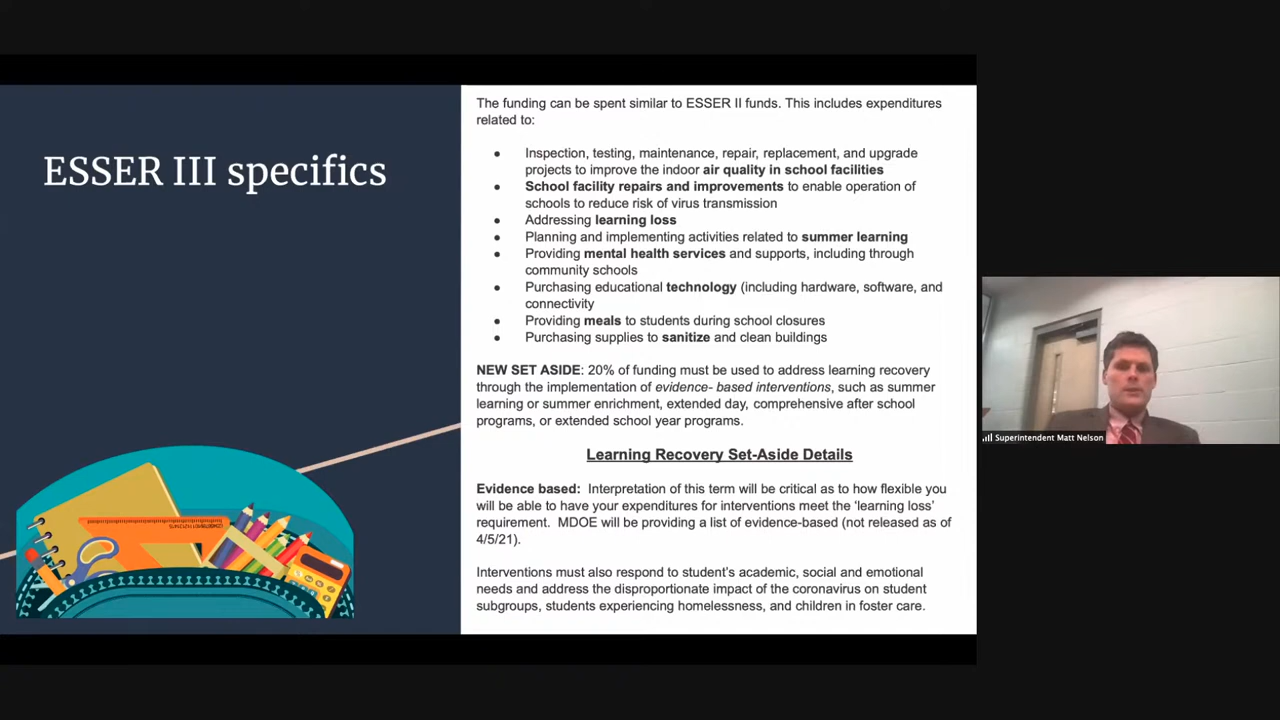 ESSER III specifics
The funding can be spent similar to ESSER II funds. This includes expenditures
related to:
● Inspection, testing, maintenance, repair, replacement, and upgrade
projects to improve the indoor air quality in school facilities
● School facility repairs and improvements to enable operation of
schools to reduce risk of virus transmission
● Addressing learning loss
● Planning and implementing activities related to summer learning
● Providing mental health services and supports, including through
community schools
● Purchasing educational technology (including hardware, software, and
connectivity
● Providing meals to students during school closures
● Purchasing supplies to sanitize and clean buildings
NEW SET ASIDE: 20% of funding must be used to address learning recovery
through the implementation of evidence- based interventions, such as summer
learning or summer enrichment, extended day, comprehensive after school
programs, or extended school year programs.
Learning Recovery Set-Aside Details
Evidence based: Interpretation of this term will be critical as to how flexible you
will be able to have your expenditures for interventions meet the ‘learning loss’
requirement. MDOE will be providing a list of evidence-based (not released as of
4/5/21).
Interventions must also respond to student’s academic, social and emotional
needs and address the disproportionate impact of the coronavirus on student
subgroups, students experiencing homelessness, and children in foster care.
Superintendent Matt Nelson